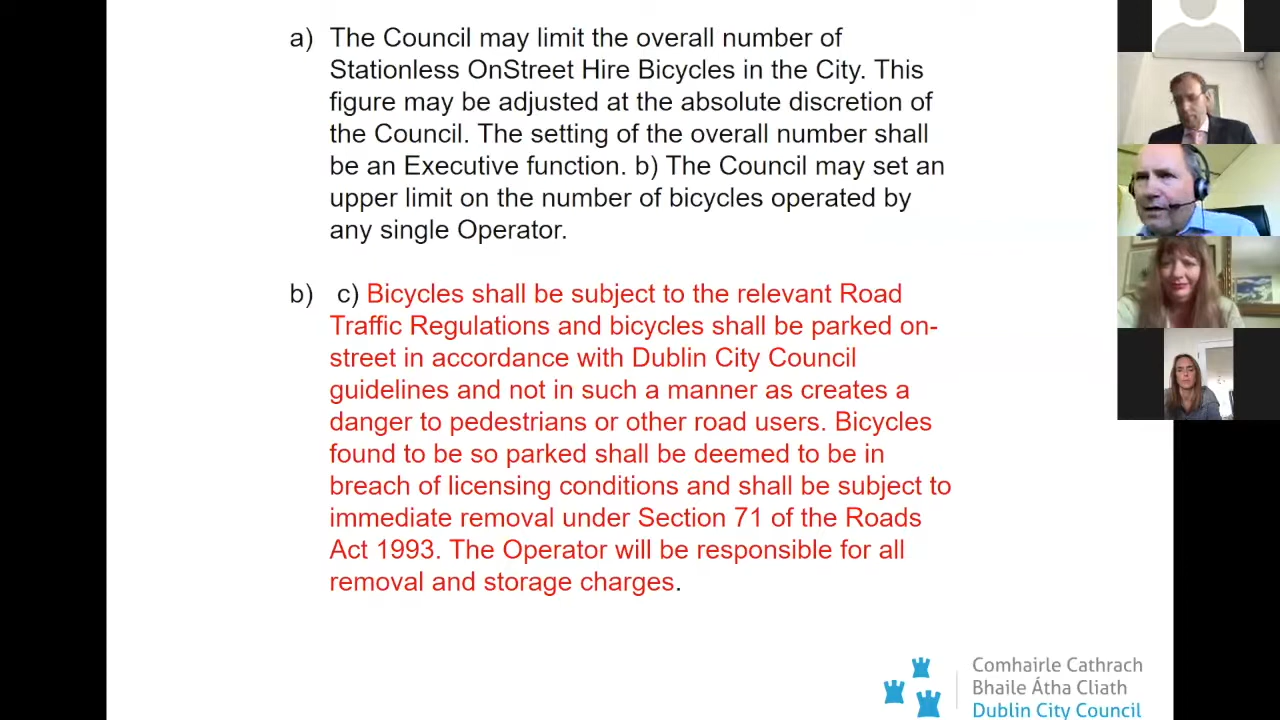 a) The Council may limit the overall number of
Stationless OnStreet Hire Bicycles in the City. This
figure may be adjusted at the absolute discretion of
the Council. The setting of the overall number shall
be an Executive function. b) The Council may set an
upper limit on the number of bicycles operated by
any single Operator.
b) c) Bicycles shall be subject to the relevant Road
Traffic Regulations and bicycles shall be parked on-
street in accordance with Dublin City Council
guidelines and not in such a manner as creates a
danger to pedestrians or other road users. Bicycles
found to be so parked shall be deemed to be in
breach of licensing conditions and shall be subject to
immediate removal under Section 71 of the Roads
Act 1993. The Operator will be responsible for all
removal and storage charges.
Comhairle Cathrach
Bhaile Átha Cliath
Dublin City Council